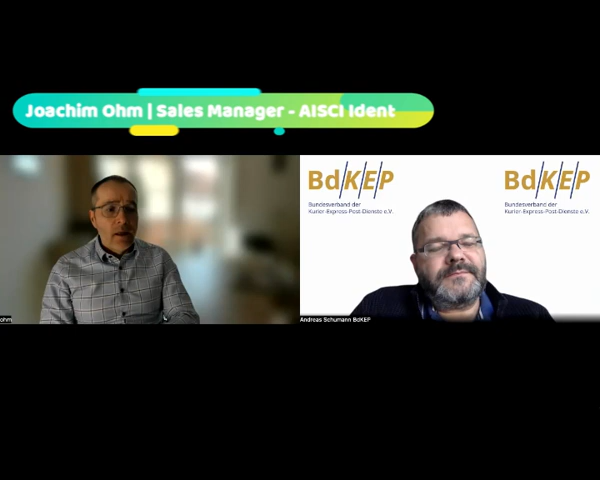 Joachim Ohm | Sales Manager - AISCI Ident
BdKEP
Bundesverband der
Kurier-Express-Post-Dienste e.V.
BdKEP
Bundesverband der
Kurier-Express-Post-Dienste e.V.
ohm
Andreas Schumann BdKEP